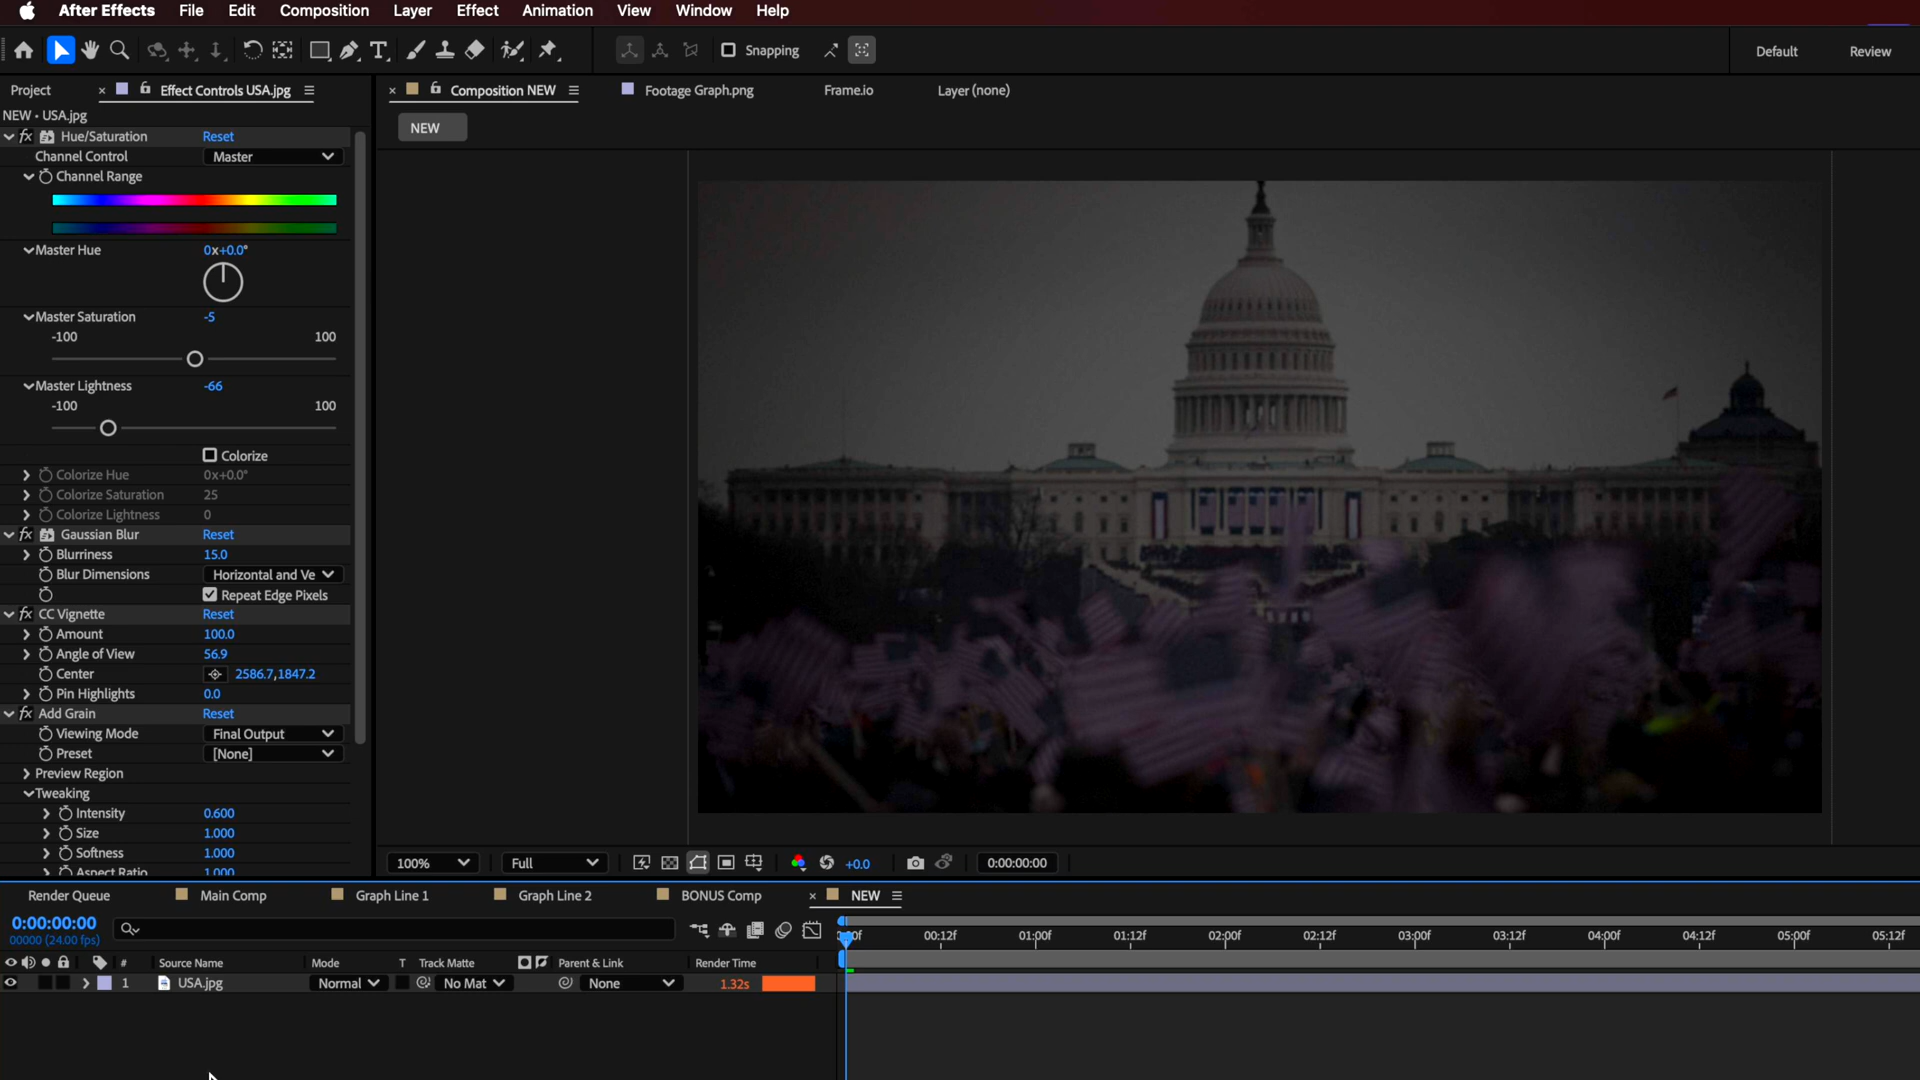 After Effects File Edit Composition Layer Effect Animation View Window Help
Snapping Default Review
Project × Effect Controls USA.jpg × Composition NEW Footage Graph.png Frame.io Layer (none)
NEW • USA.jpg
NEW
fx Hue/Saturation Reset
Channel Control Master
Channel Range
Master Hue 0x+0.0°
Master Saturation -5
-100 100
Master Lightness -66
-100 100
Colorize
Colorize Hue 0x+0.0°
Colorize Saturation 25
Colorize Lightness 0
fx Gaussian Blur Reset
Blurriness 15.0
Blur Dimensions Horizontal and Ve
Repeat Edge Pixels
fx CC Vignette Reset
Amount 100.0
Angle of View 56.9
Center 2586.7,1847.2
Pin Highlights 0.0
fx Add Grain Reset
Viewing Mode Final Output
Preset [None]
Preview Region
Tweaking
Intensity 0.600
Size 1.000
Softness 1.000
Aspect Ratio 1.000
100% Full +0.0 0:00:00:00
Render Queue Main Comp Graph Line 1 Graph Line 2 BONUS Comp × NEW
0:00:00:00
00000 (24.00 fps)
00:12f 01:00f 01:12f 02:00f 02:12f 03:00f 03:12f 04:00f 04:12f 05:00f 05:12f
# Source Name Mode T Track Matte Parent & Link Render Time
1 USA.jpg Normal No Mat None 1.32s